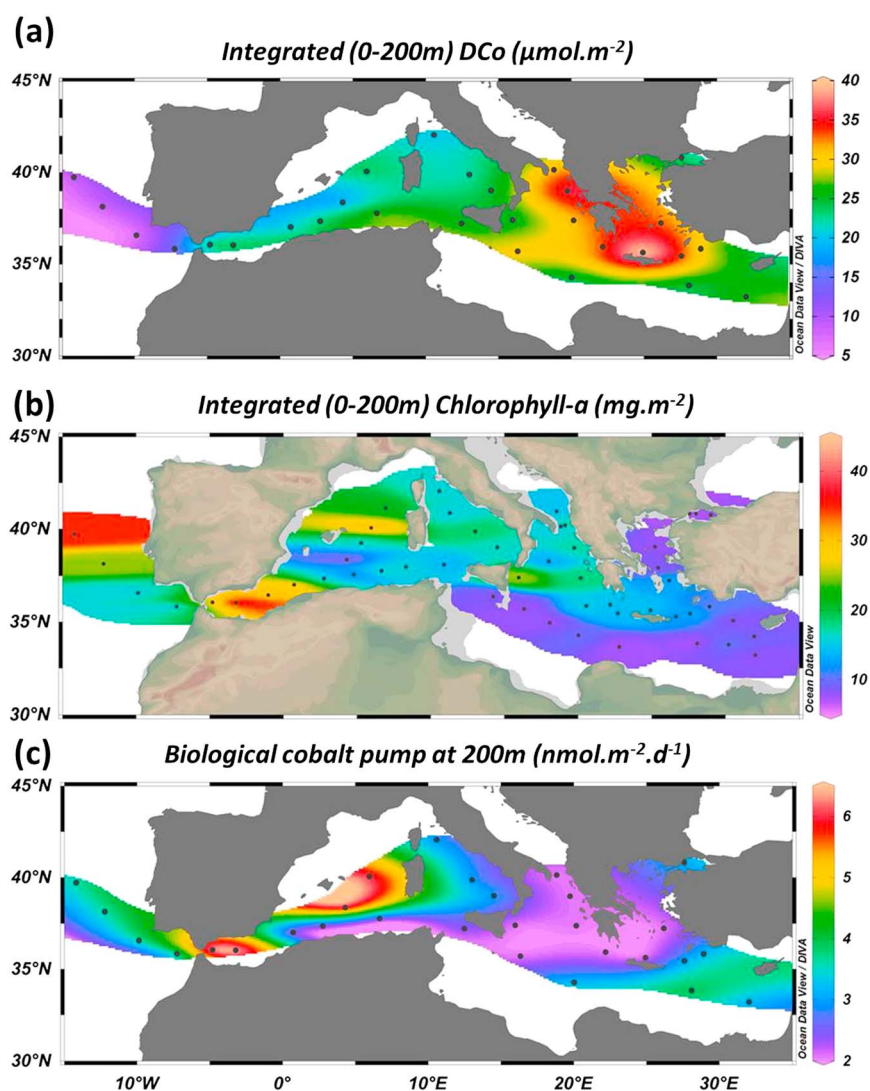 (a)
Integrated (0-200m) DCo (µmol.m-2)
45°N
40°N
35°N
30°N
40
35
30
25
20
15
10
5
Ocean Data View / DIVA
(b)
Integrated (0-200m) Chlorophyll-a (mg.m-2)
45°N
40°N
35°N
30°N
40
30
20
10
Ocean Data View
(c)
Biological cobalt pump at 200m (nmol.m-2.d-1)
45°N
40°N
35°N
30°N
6
5
4
3
2
Ocean Data View / DIVA
10°W 0° 10°E 20°E 30°E